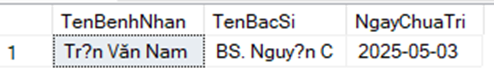 TenBenhNhan TenBacSi NgayChuaTri
1 Tr?n Văn Nam BS. Nguy?n C 2025-05-03